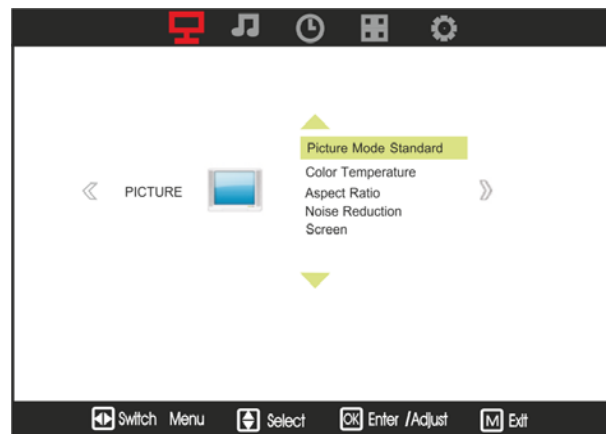 Picture Mode Standard
Color Temperature
PICTURE
Aspect Ratio
Noise Reduction
Screen
Switch Menu
Select
OK Enter /Adjust
M Exit